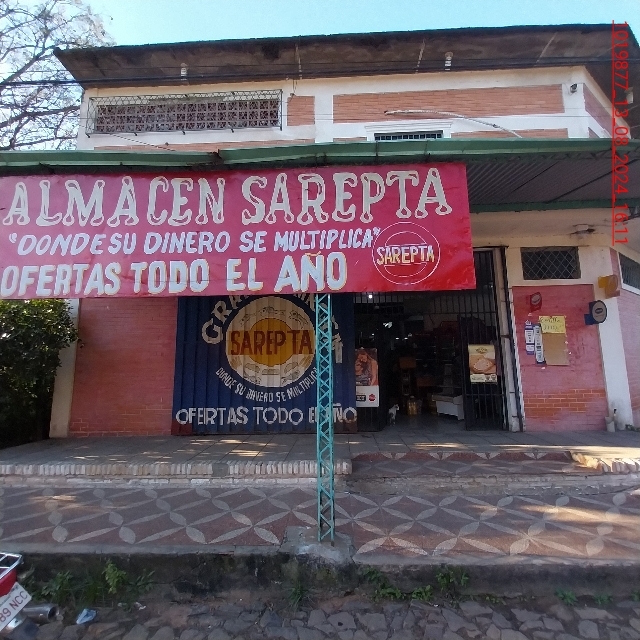 ALMACEN SAREPTA
"DONDE SU DINERO SE MULTIPLICA"
SAREPTA
OFERTAS TODO EL AÑO
SAREPTA
DONDE SU DINERO SE MULTIPLICA
OFERTAS TODO EL AÑO